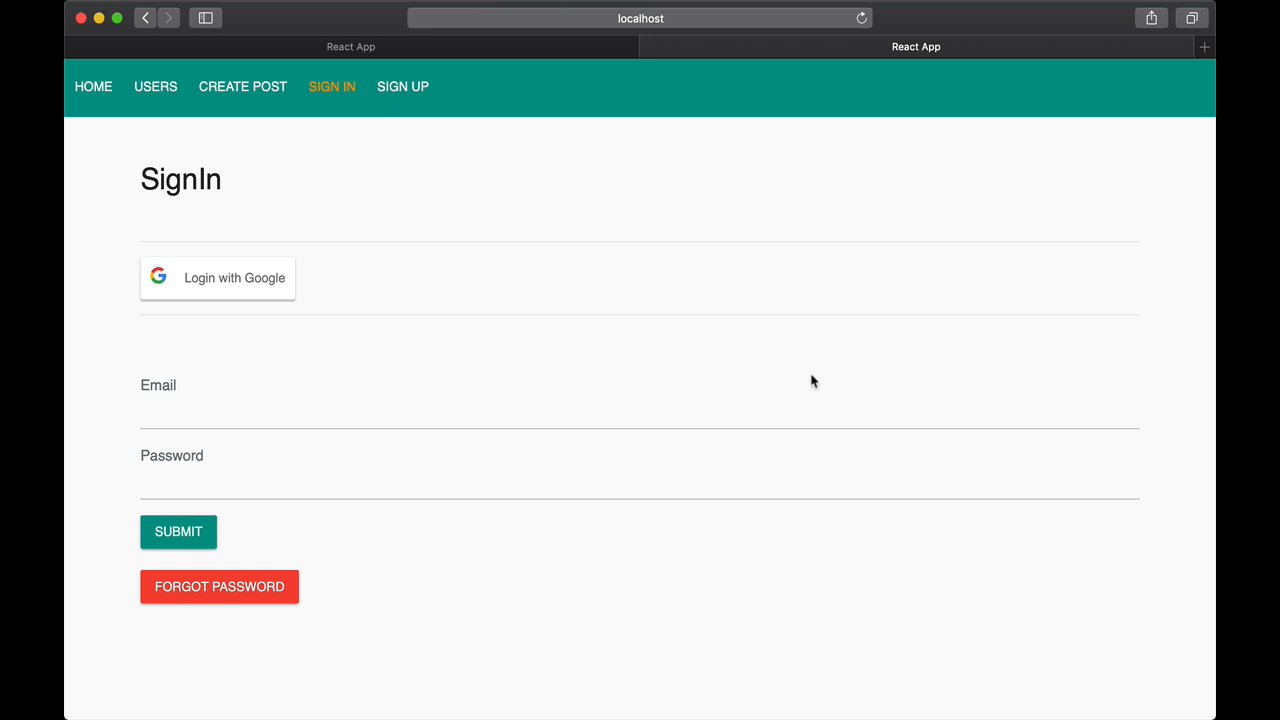 localhost
React App
React App
HOME USERS CREATE POST SIGN IN SIGN UP
SignIn
Login with Google
Email
Password
SUBMIT
FORGOT PASSWORD